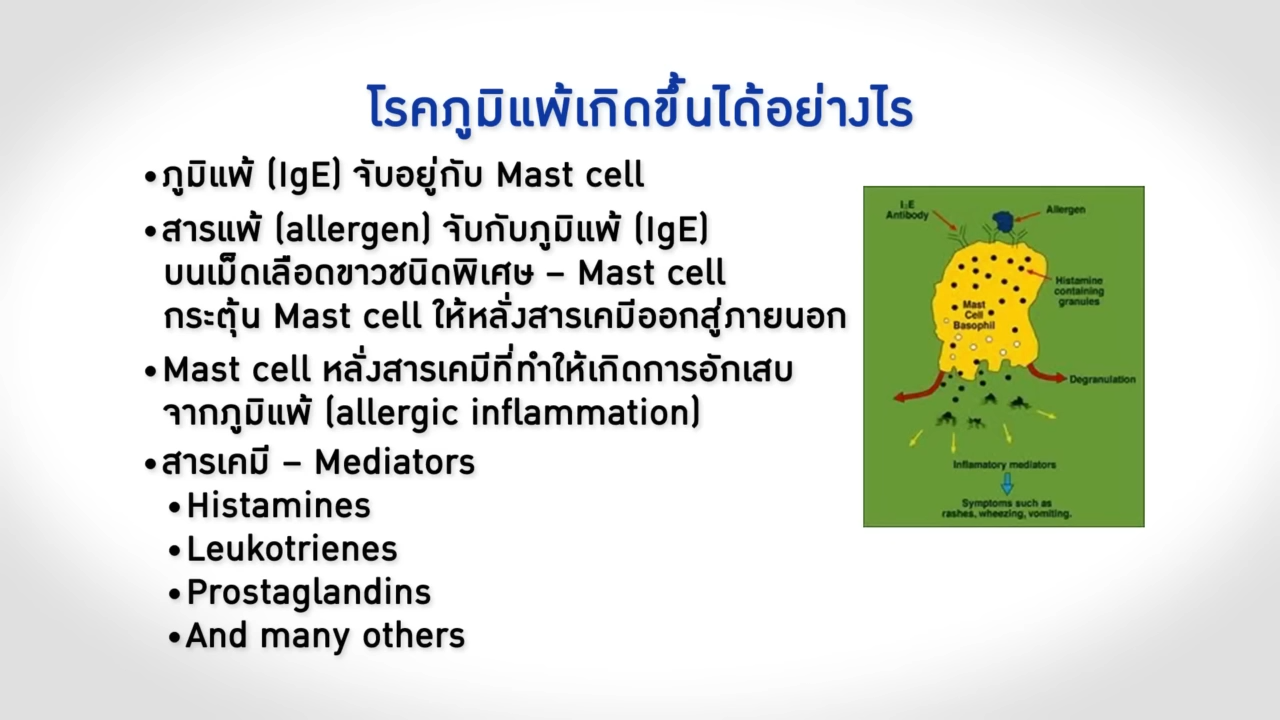 โรคภูมิแพ้เกิดขึ้นได้อย่างไร
•ภูมิแพ้ (IgE) จับอยู่กับ Mast cell
•สารแพ้ (allergen) จับกับภูมิแพ้ (IgE)
บนเม็ดเลือดขาวชนิดพิเศษ – Mast cell
กระตุ้น Mast cell ให้หลั่งสารเคมีออกสู่ภายนอก
•Mast cell หลั่งสารเคมีที่ทำให้เกิดการอักเสบ
จากภูมิแพ้ (allergic inflammation)
•สารเคมี – Mediators
•Histamines
•Leukotrienes
•Prostaglandins
•And many others
IgE
Antibody
Allergen
Histamine
containing
granules
Mast
Cell
Basophil
Degranulation
Inflamatory mediators
Symptoms such as
rashes, wheezing, vomiting.